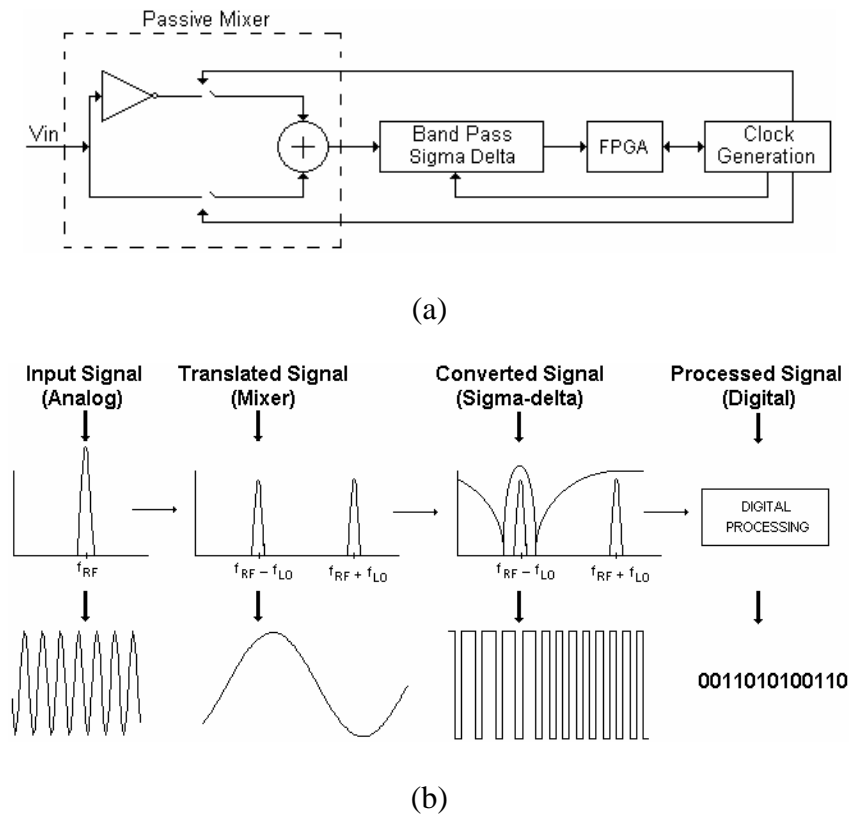 Passive Mixer
Vin
Band Pass
Sigma Delta
FPGA
Clock
Generation
(a)
Input Signal
(Analog)
Translated Signal
(Mixer)
Converted Signal
(Sigma-delta)
Processed Signal
(Digital)
DIGITAL
PROCESSING
fRF
fRF – fLO
fRF + fLO
fRF – fLO
fRF + fLO
0011010100110
(b)